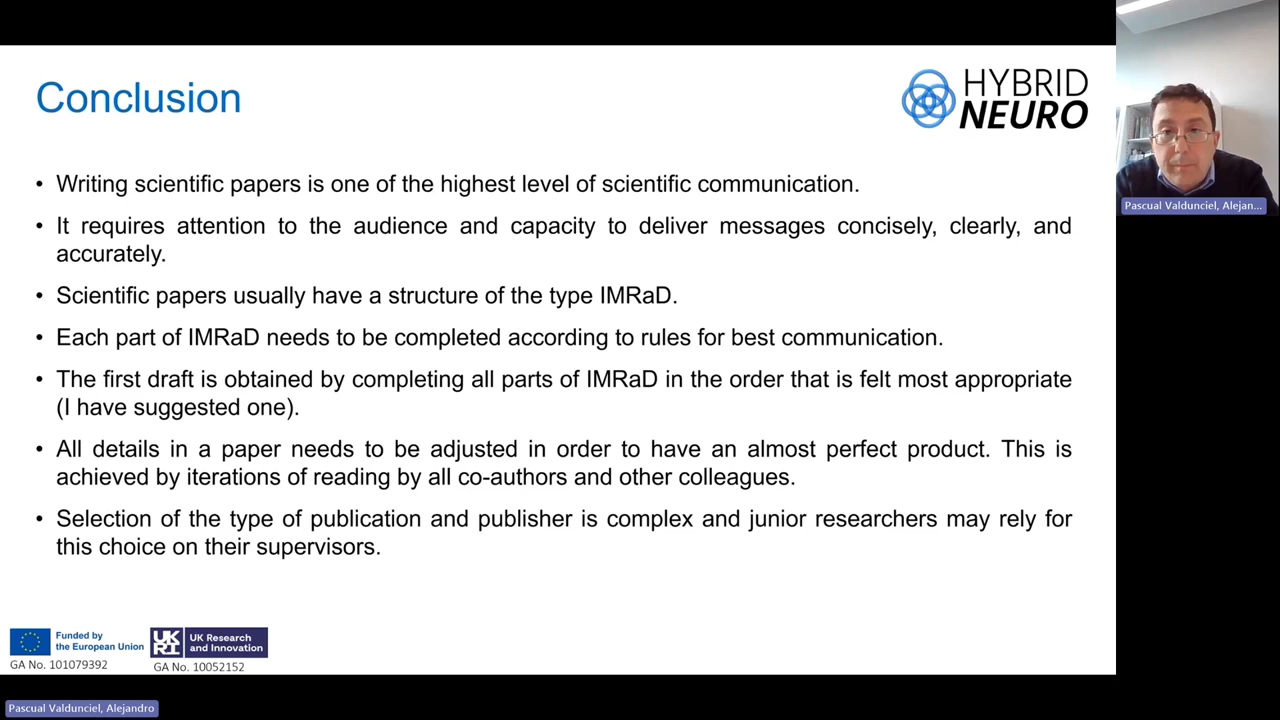 Conclusion
HYBRID
NEURO
• Writing scientific papers is one of the highest level of scientific communication.
• It requires attention to the audience and capacity to deliver messages concisely, clearly, and
accurately.
• Scientific papers usually have a structure of the type IMRaD.
• Each part of IMRaD needs to be completed according to rules for best communication.
• The first draft is obtained by completing all parts of IMRaD in the order that is felt most appropriate
(I have suggested one).
• All details in a paper needs to be adjusted in order to have an almost perfect product. This is
achieved by iterations of reading by all co-authors and other colleagues.
• Selection of the type of publication and publisher is complex and junior researchers may rely for
this choice on their supervisors.
Funded by
the European Union
GA No. 101079392
UK
RI
UK Research
and Innovation
GA No. 10052152
Pascual Valdunciel, Alejan...
Pascual Valdunciel, Alejandro